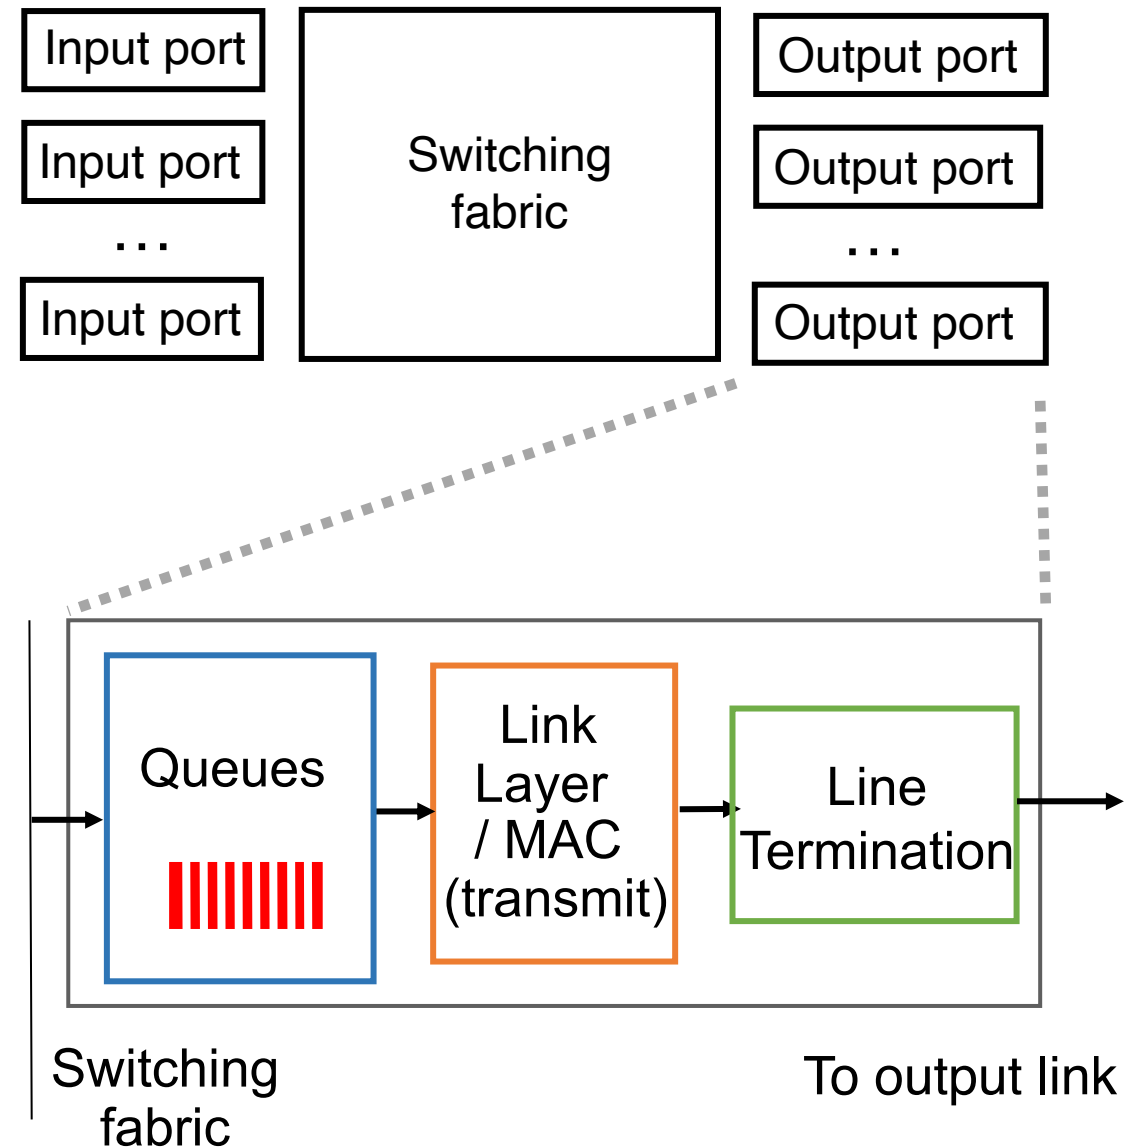 Input port
Input port
…
Input port
Switching
fabric
Output port
Output port
…
Output port
Queues
Link
Layer
/ MAC
(transmit)
Line
Termination
Switching
fabric
To output link